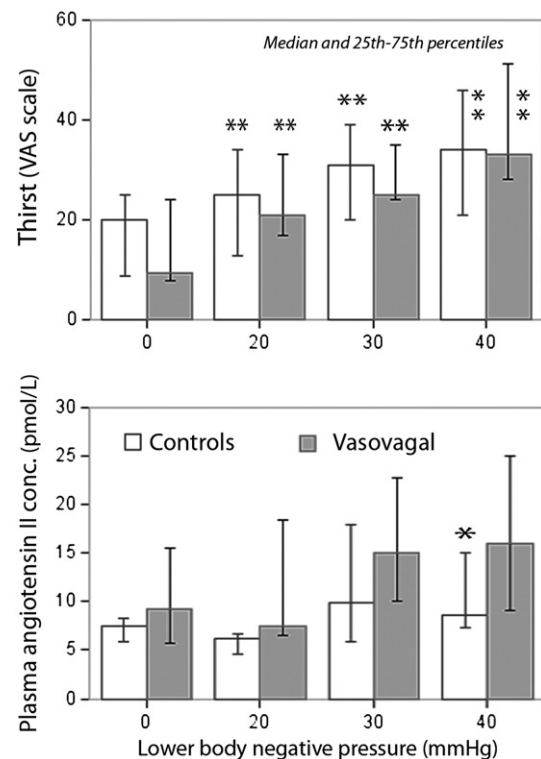 60
Median and 25th-75th percentiles
** ** ** ** ** **
40
20
0
0 20 30 40
Thirst (VAS scale)
30
Controls Vasovagal
25
20
*
15
10
5
0
0 20 30 40
Plasma angiotensin II conc. (pmol/L)
Lower body negative pressure (mmHg)